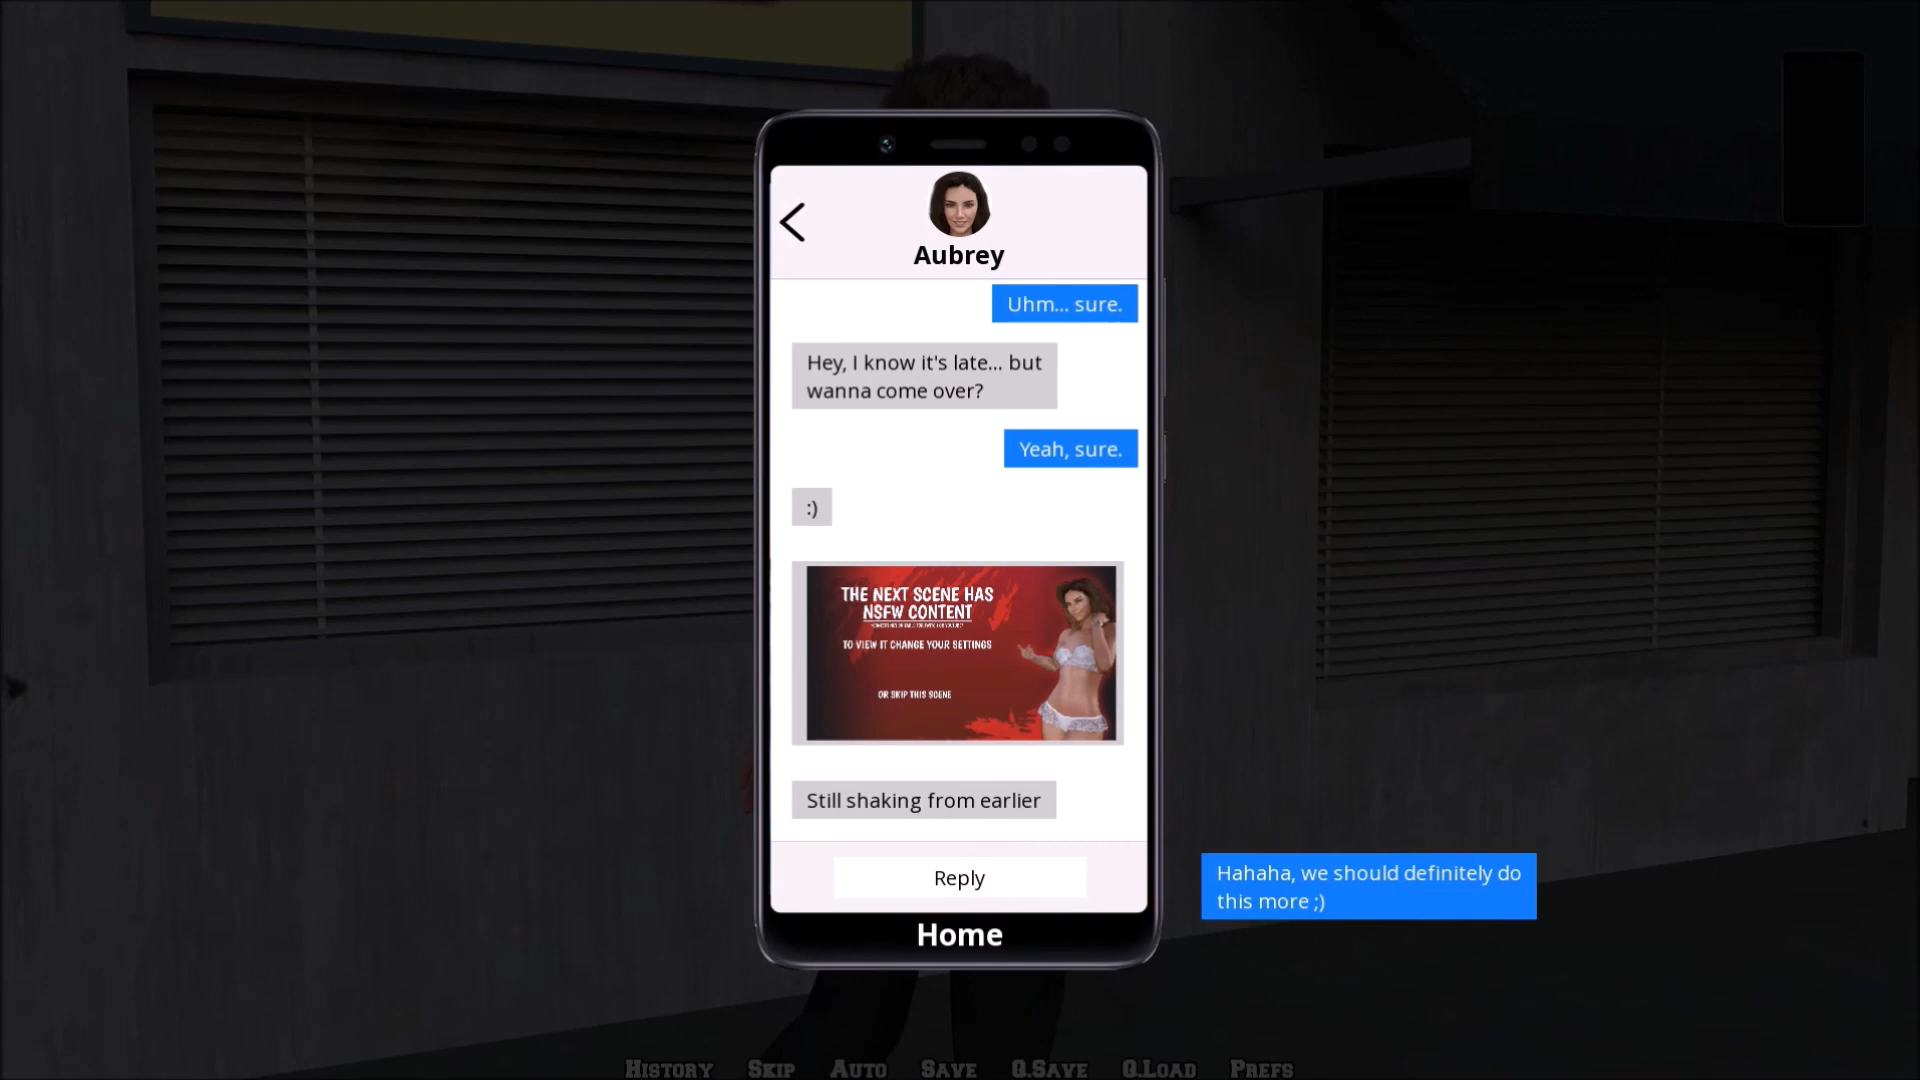 Aubrey
Uhm... sure.
Hey, I know it's late... but
wanna come over?
Yeah, sure.
:)
THE NEXT SCENE HAS
NSFW CONTENT
TO VIEW IT CHANGE YOUR SETTINGS
OR SKIP THIS SCENE
Still shaking from earlier
Reply
Hahaha, we should definitely do
this more ;)
Home
History Skip Auto Save Q.Save Q.Load Prefs